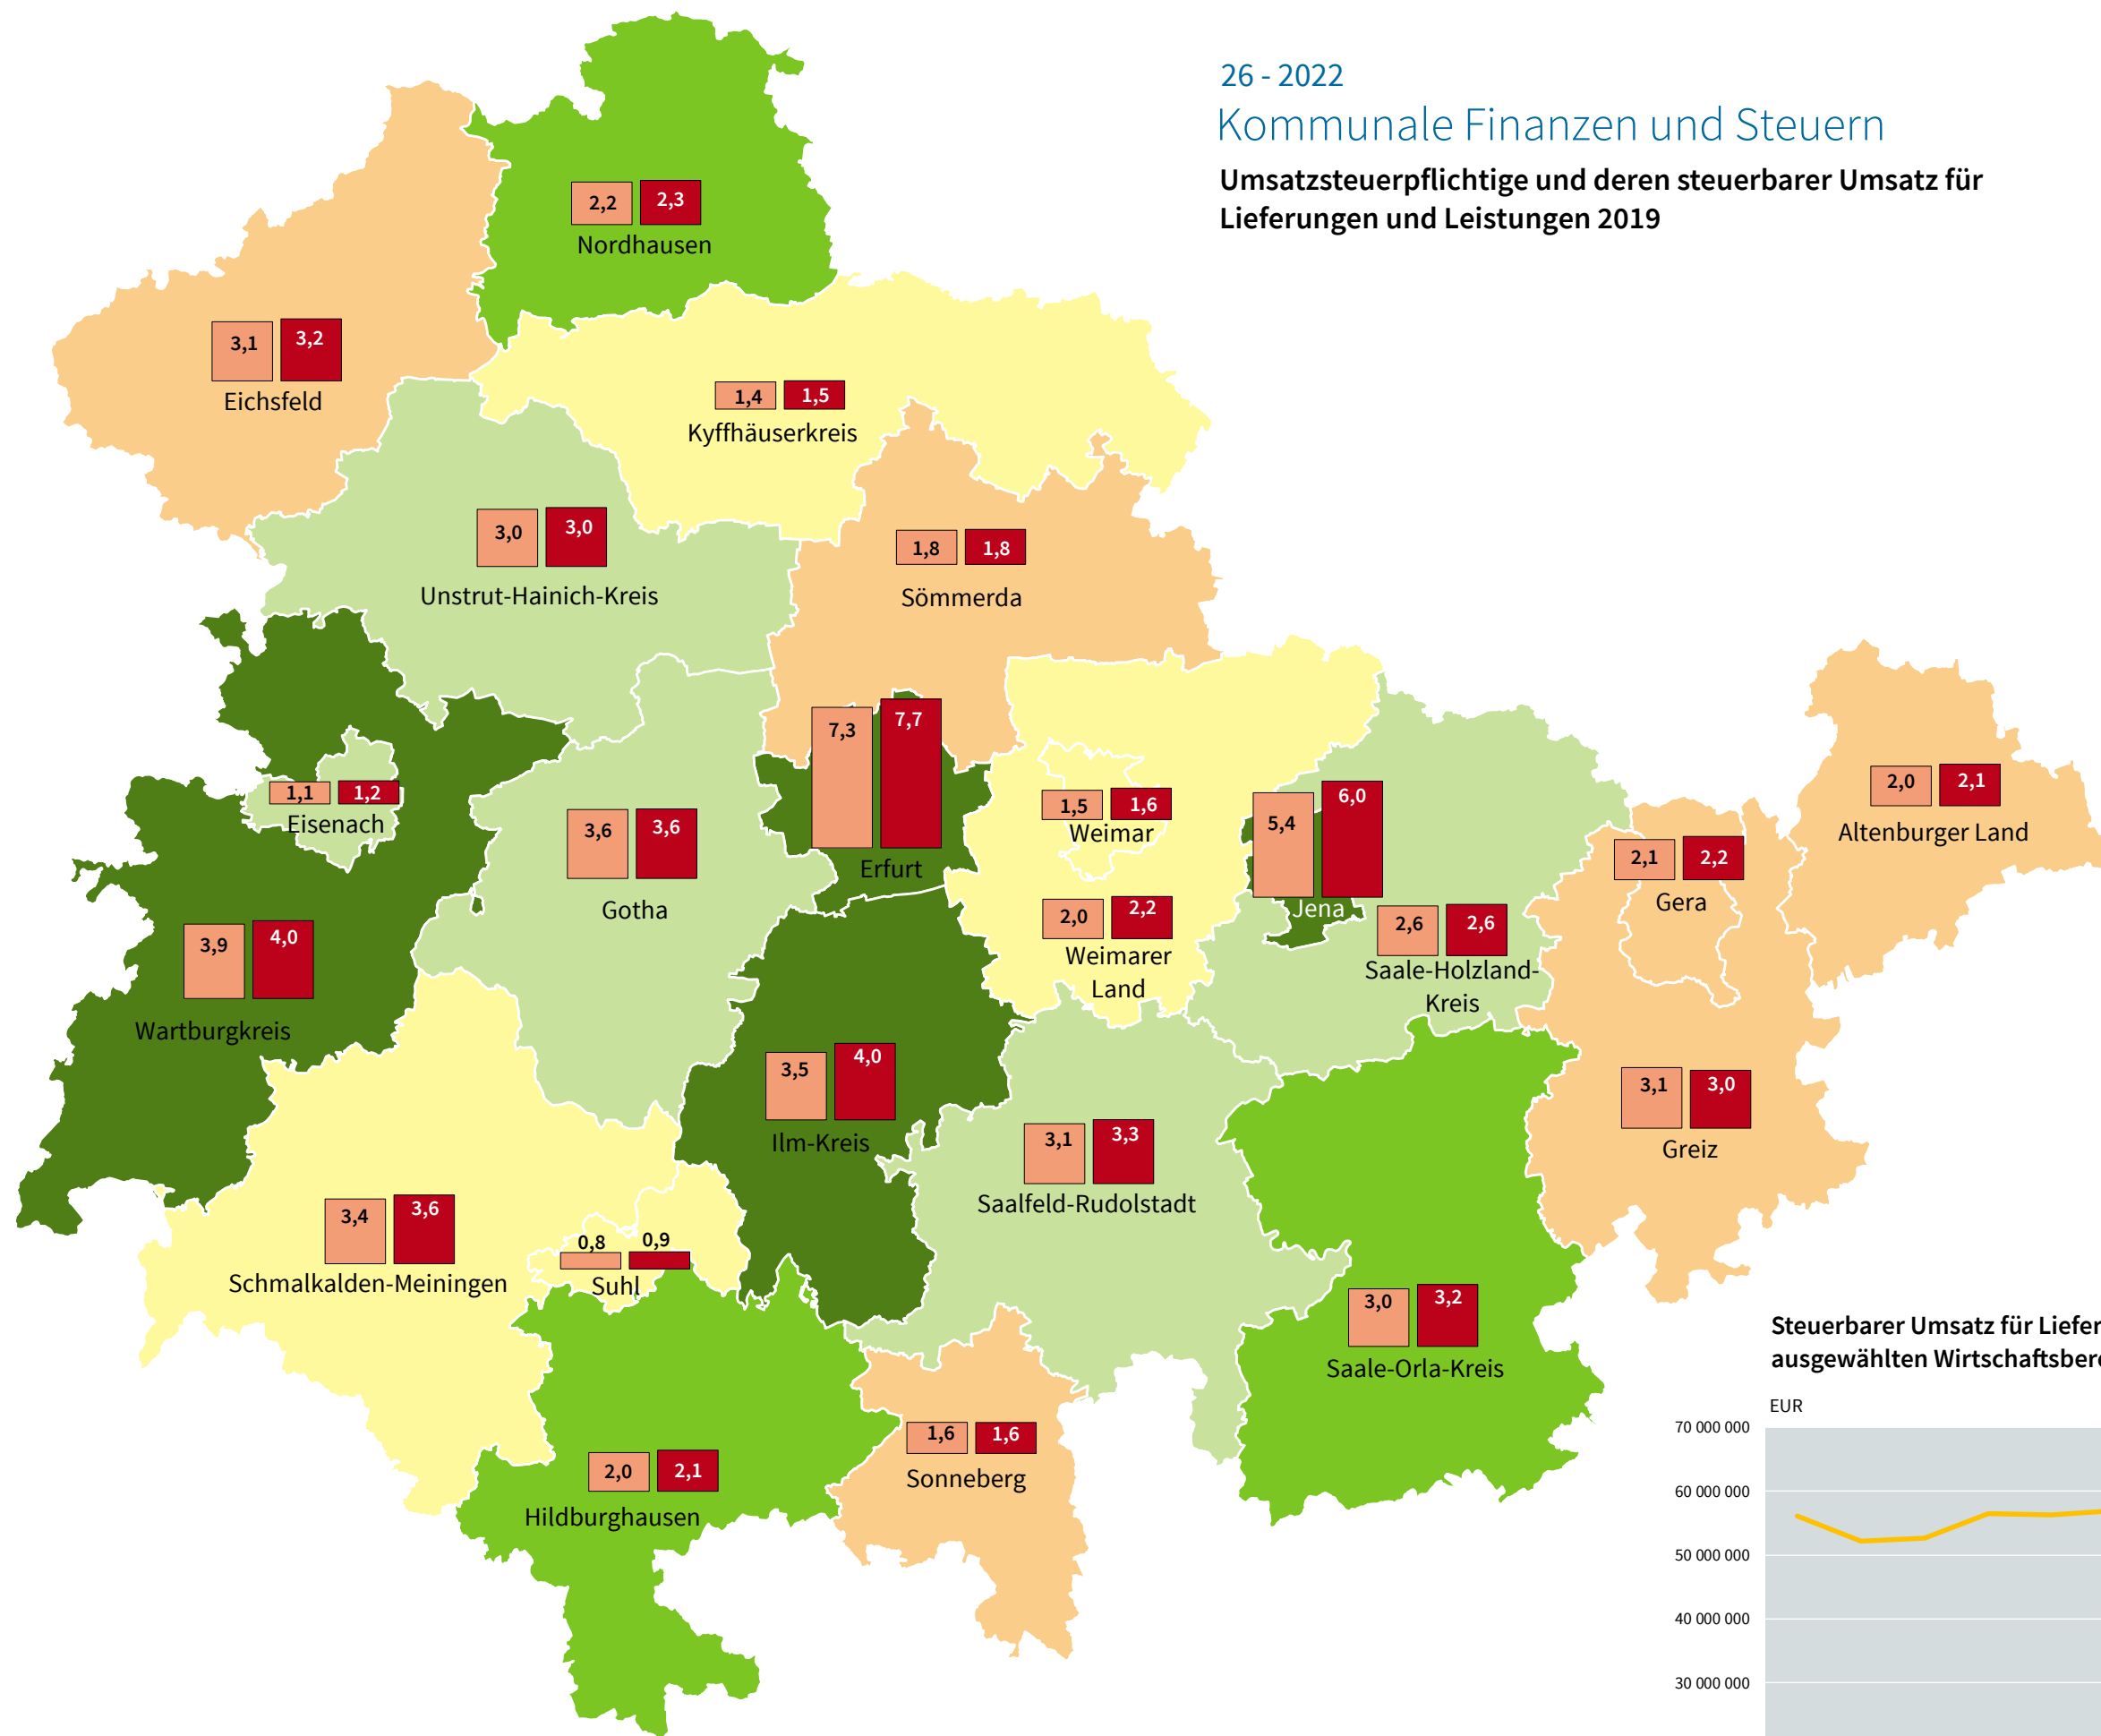 26 - 2022
Kommunale Finanzen und Steuern
Umsatzsteuerpflichtige und deren steuerbarer Umsatz für
Lieferungen und Leistungen 2019
2,2 2,3
Nordhausen
3,1 3,2
Eichsfeld
1,4 1,5
Kyffhäuserkreis
3,0 3,0
Unstrut-Hainich-Kreis
1,8 1,8
Sömmerda
7,3 7,7
Erfurt
1,1 1,2
Eisenach
3,6 3,6
Gotha
1,5 1,6
Weimar
5,4 6,0
Jena
2,0 2,1
Altenburger Land
2,1 2,2
Gera
2,0 2,2
Weimarer
Land
2,6 2,6
Saale-Holzland-
Kreis
3,9 4,0
Wartburgkreis
3,5 4,0
Ilm-Kreis
3,1 3,3
Saalfeld-Rudolstadt
3,1 3,0
Greiz
3,4 3,6
Schmalkalden-Meiningen
0,8 0,9
Suhl
3,0 3,2
Saale-Orla-Kreis
2,0 2,1
Hildburghausen
1,6 1,6
Sonneberg
Steuerbarer Umsatz für Liefer
ausgewählten Wirtschaftsber
EUR
70 000 000
60 000 000
50 000 000
40 000 000
30 000 000